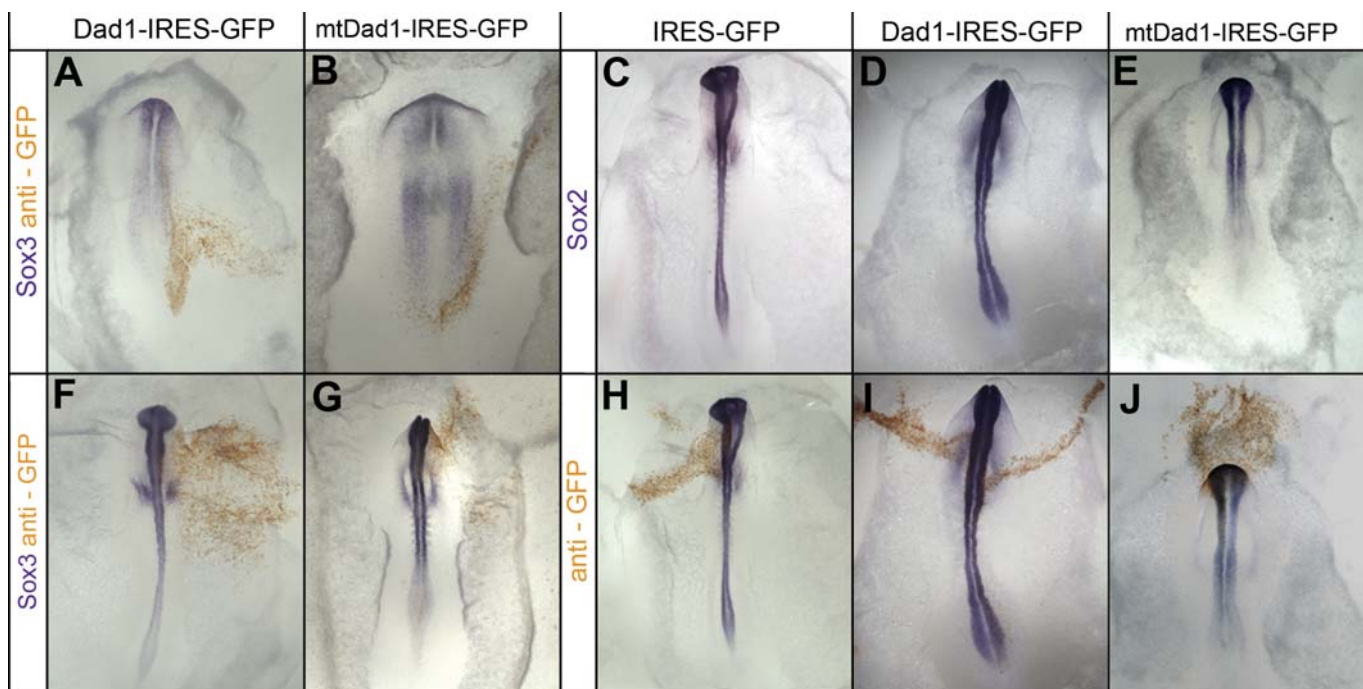 Dad1-IRES-GFP mtDad1-IRES-GFP IRES-GFP Dad1-IRES-GFP mtDad1-IRES-GFP
A B C D E
Sox3 anti - GFP
Sox2
F G H I J
Sox3 anti - GFP
anti - GFP